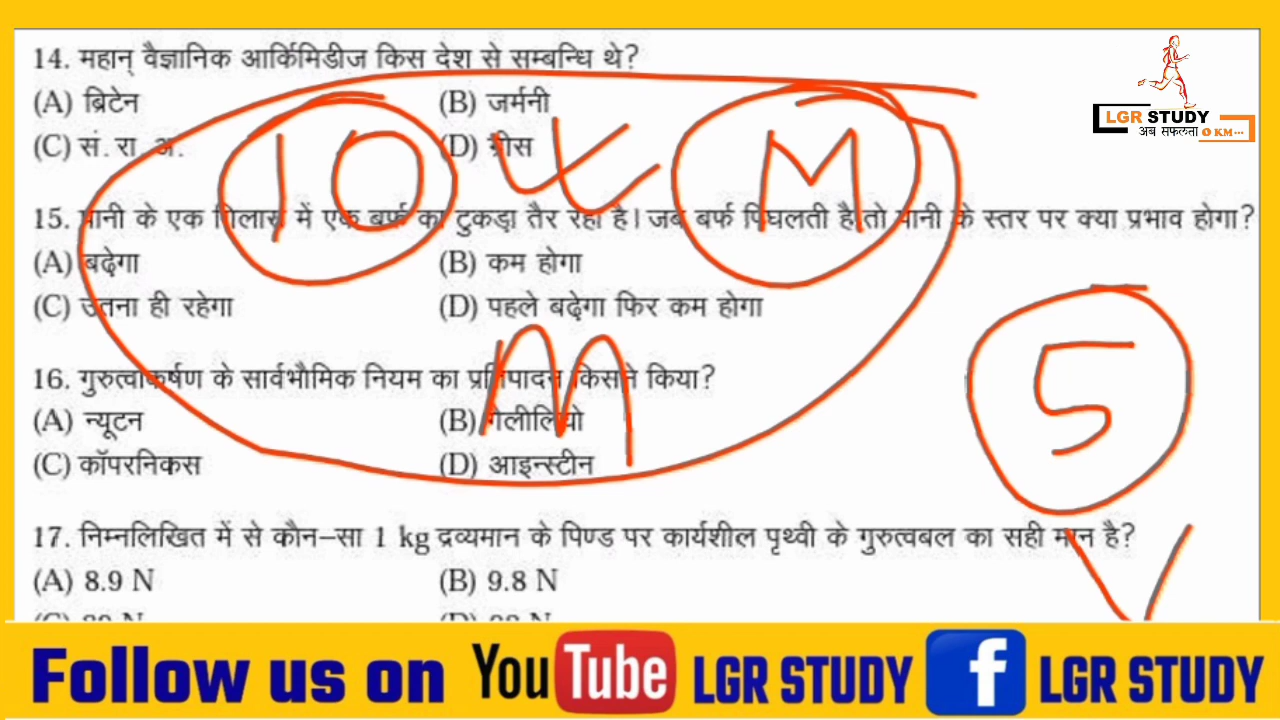 14. महान् वैज्ञानिक आर्किमिडीज किस देश से सम्बन्धि थे?
(A) ब्रिटेन (B) जर्मनी
(C) सं. रा. अ. (D) ग्रीस
LGR STUDY
अब सफलता 0 KM...
10 M
15. पानी के एक गिलास में एक बर्फ का टुकड़ा तैर रहा है। जब बर्फ पिघलती है तो पानी के स्तर पर क्या प्रभाव होगा?
(A) बढ़ेगा (B) कम होगा
(C) उतना ही रहेगा (D) पहले बढ़ेगा फिर कम होगा
5
16. गुरुत्वाकर्षण के सार्वभौमिक नियम का प्रतिपादन किसने किया?
(A) न्यूटन (B) गैलीलियो
(C) कॉपरनिकस (D) आइन्स्टीन
17. निम्नलिखित में से कौन-सा 1 kg द्रव्यमान के पिण्ड पर कार्यशील पृथ्वी के गुरुत्वबल का सही मान है?
(A) 8.9 N (B) 9.8 N
Follow us on YouTube LGR STUDY f LGR STUDY